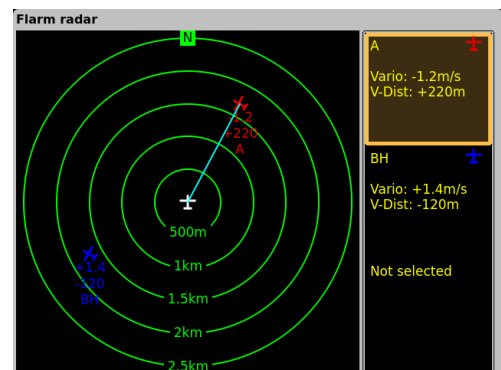 Flarm radar
N
-1.2
+220
A
500m
1km
+1.4
-120
BH
1.5km
2km
2.5km
A
Vario: -1.2m/s
V-Dist: +220m
BH
Vario: +1.4m/s
V-Dist: -120m
Not selected